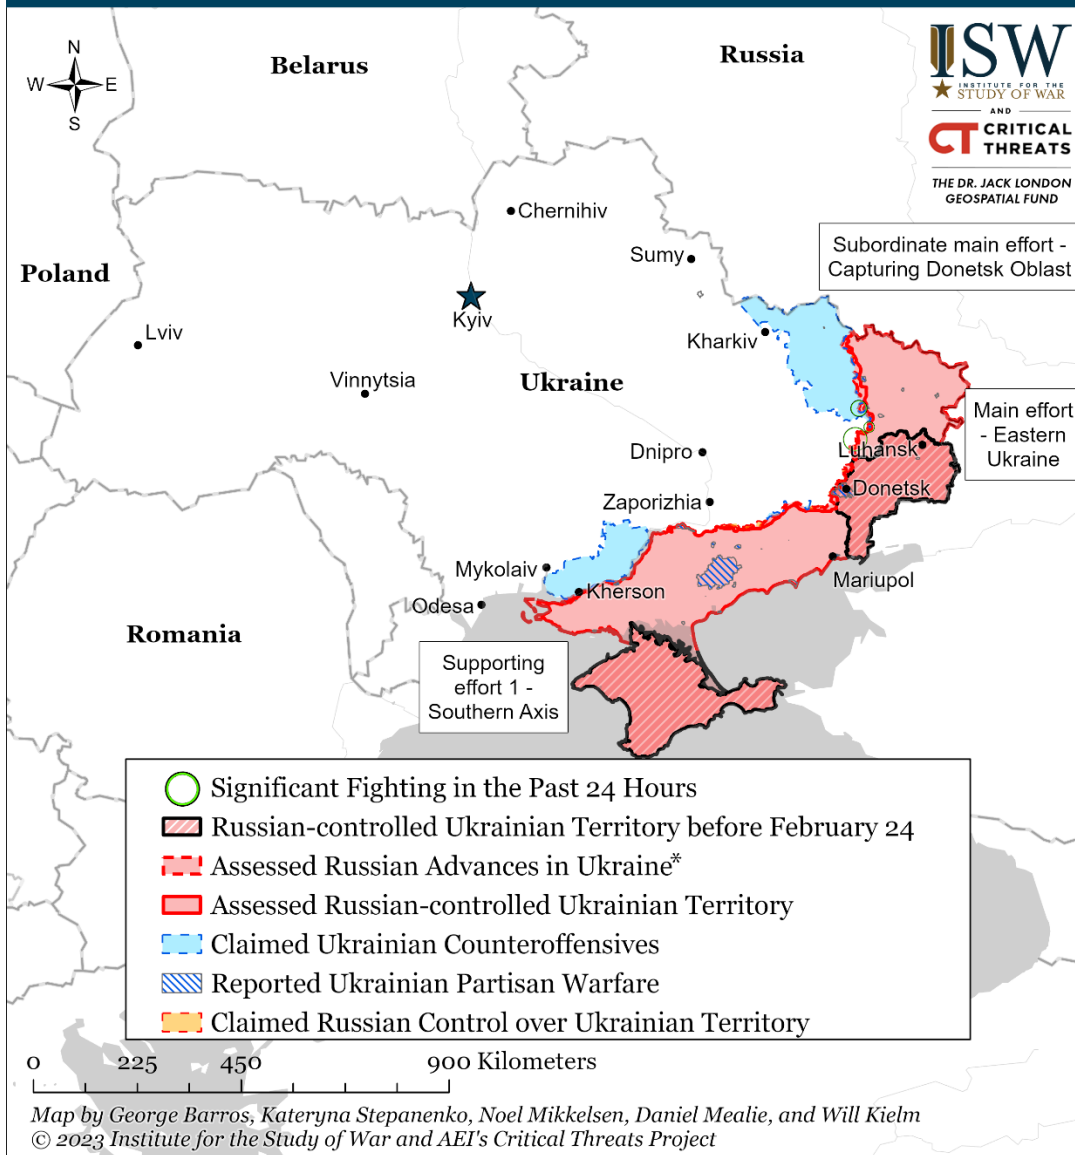 N
W
E
S
Belarus
Russia
ISW
INSTITUTE FOR THE
STUDY OF WAR
AND
CT CRITICAL
THREATS
THE DR. JACK LONDON
GEOSPATIAL FUND
Chernihiv
Subordinate main effort -
Capturing Donetsk Oblast
Sumy
Poland
Kyiv
Lviv
Kharkiv
Vinnytsia
Ukraine
Main effort
- Eastern
Ukraine
Dnipro
Luhansk
Donetsk
Zaporizhia
Mykolaiv
Mariupol
Kherson
Odesa
Romania
Supporting
effort 1 -
Southern Axis
Significant Fighting in the Past 24 Hours
Russian-controlled Ukrainian Territory before February 24
Assessed Russian Advances in Ukraine*
Assessed Russian-controlled Ukrainian Territory
Claimed Ukrainian Counteroffensives
Reported Ukrainian Partisan Warfare
Claimed Russian Control over Ukrainian Territory
0 225 450 900 Kilometers
Map by George Barros, Kateryna Stepanenko, Noel Mikkelsen, Daniel Mealie, and Will Kielm
© 2023 Institute for the Study of War and AEI's Critical Threats Project